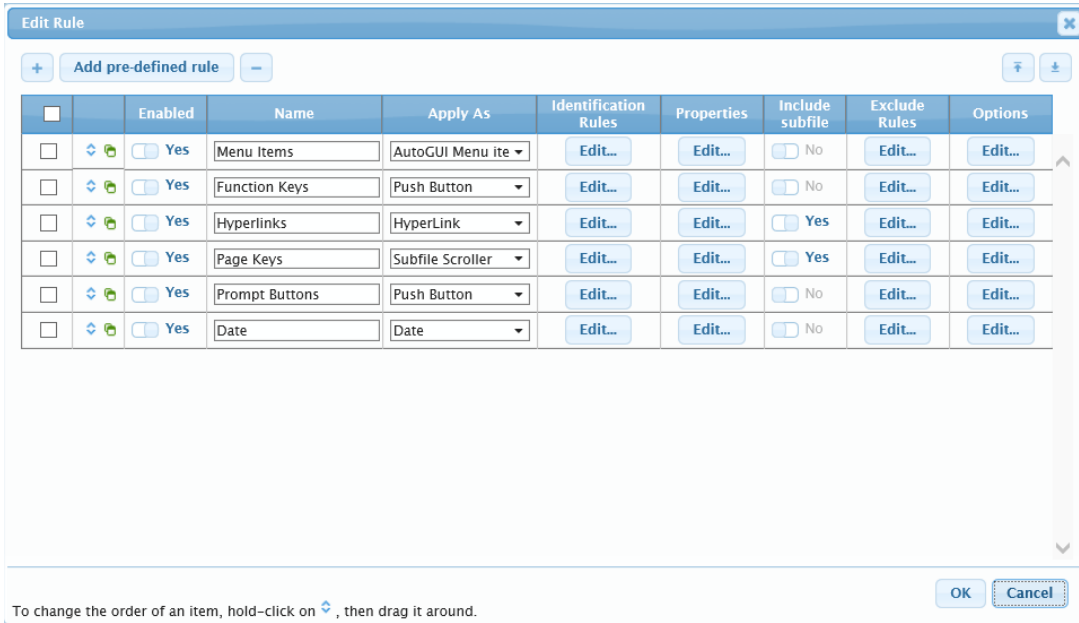 Edit Rule
+ Add pre-defined rule −
Enabled Name Apply As Identification Rules Properties Include subfile Exclude Rules Options
Yes Menu Items AutoGUI Menu ite Edit... Edit... No Edit... Edit...
Yes Function Keys Push Button Edit... Edit... No Edit... Edit...
Yes Hyperlinks HyperLink Edit... Edit... Yes Edit... Edit...
Yes Page Keys Subfile Scroller Edit... Edit... Yes Edit... Edit...
Yes Prompt Buttons Push Button Edit... Edit... No Edit... Edit...
Yes Date Date Edit... Edit... No Edit... Edit...
OK Cancel
To change the order of an item, hold-click on , then drag it around.